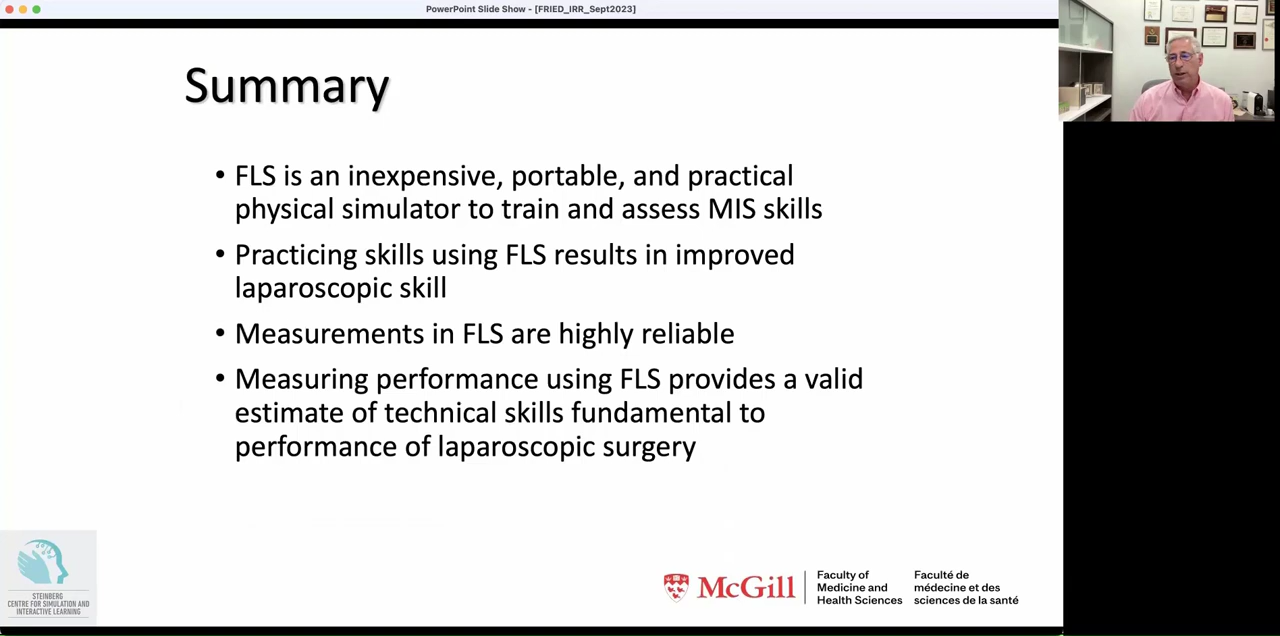 PowerPoint Slide Show - [FRIED_IRR_Sept2023]
Summary
• FLS is an inexpensive, portable, and practical
physical simulator to train and assess MIS skills
• Practicing skills using FLS results in improved
laparoscopic skill
• Measurements in FLS are highly reliable
• Measuring performance using FLS provides a valid
estimate of technical skills fundamental to
performance of laparoscopic surgery
STEINBERG
CENTRE FOR SIMULATION AND
INTERACTIVE LEARNING
McGill
Faculty of
Medicine and
Health Sciences
Faculté de
médecine et des
sciences de la santé